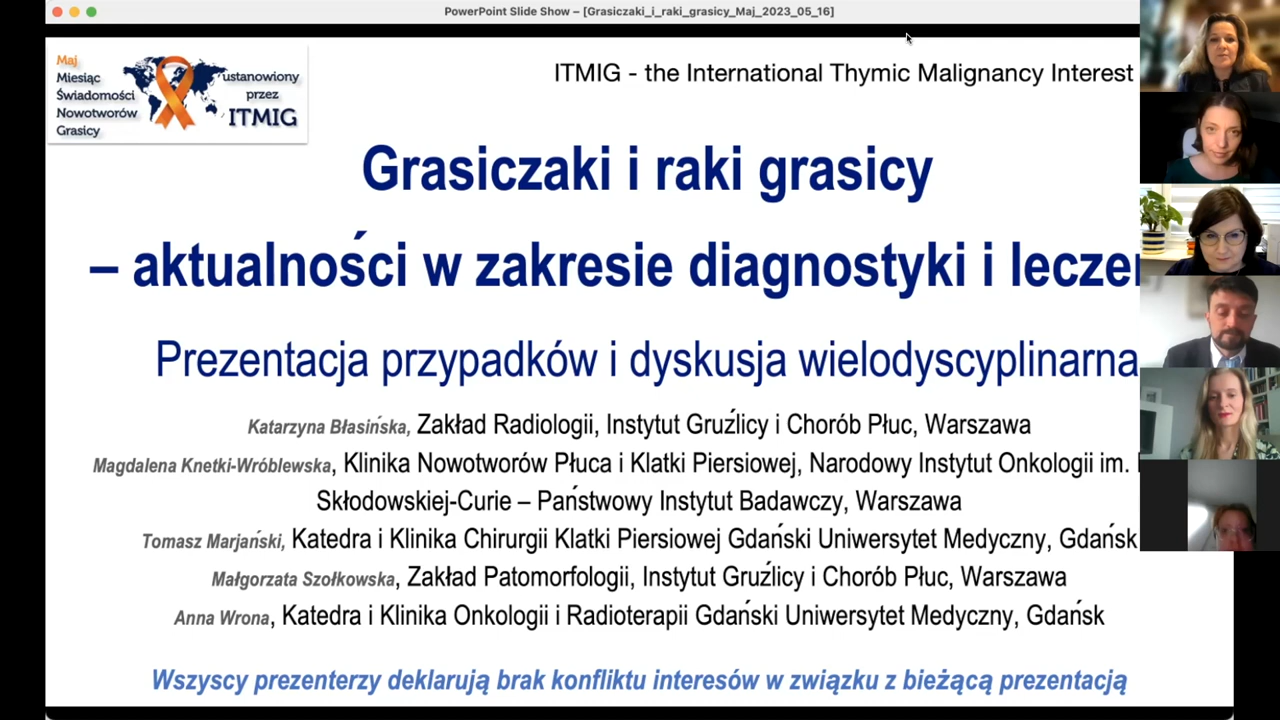 PowerPoint Slide Show – [Grasiczaki_i_raki_grasicy_Maj_2023_05_16]
Maj
Miesiąc
Świadomości
Nowotworów
Grasicy
ustanowiony
przez
ITMIG
ITMIG - the International Thymic Malignancy Interest
Grasiczaki i raki grasicy
– aktualności w zakresie diagnostyki i
Prezentacja przypadków i dyskusja wielodyscyplinarna
Katarzyna Błasińska, Zakład Radiologii, Instytut Gruźlicy i Chorób Płuc, Warszawa
Magdalena Knetki-Wróblewska, Klinika Nowotworów Płuca i Klatki Piersiowej, Narodowy Instytut Onkologii im.
Skłodowskiej-Curie – Państwowy Instytut Badawczy, Warszawa
Tomasz Marjański, Katedra i Klinika Chirurgii Klatki Piersiowej Gdański Uniwersytet Medyczny, Gdańsk
Małgorzata Szołkowska, Zakład Patomorfologii, Instytut Gruźlicy i Chorób Płuc, Warszawa
Anna Wrona, Katedra i Klinika Onkologii i Radioterapii Gdański Uniwersytet Medyczny, Gdańsk
Wszyscy prezenterzy deklarują brak konfliktu interesów w związku z bieżącą prezentacją